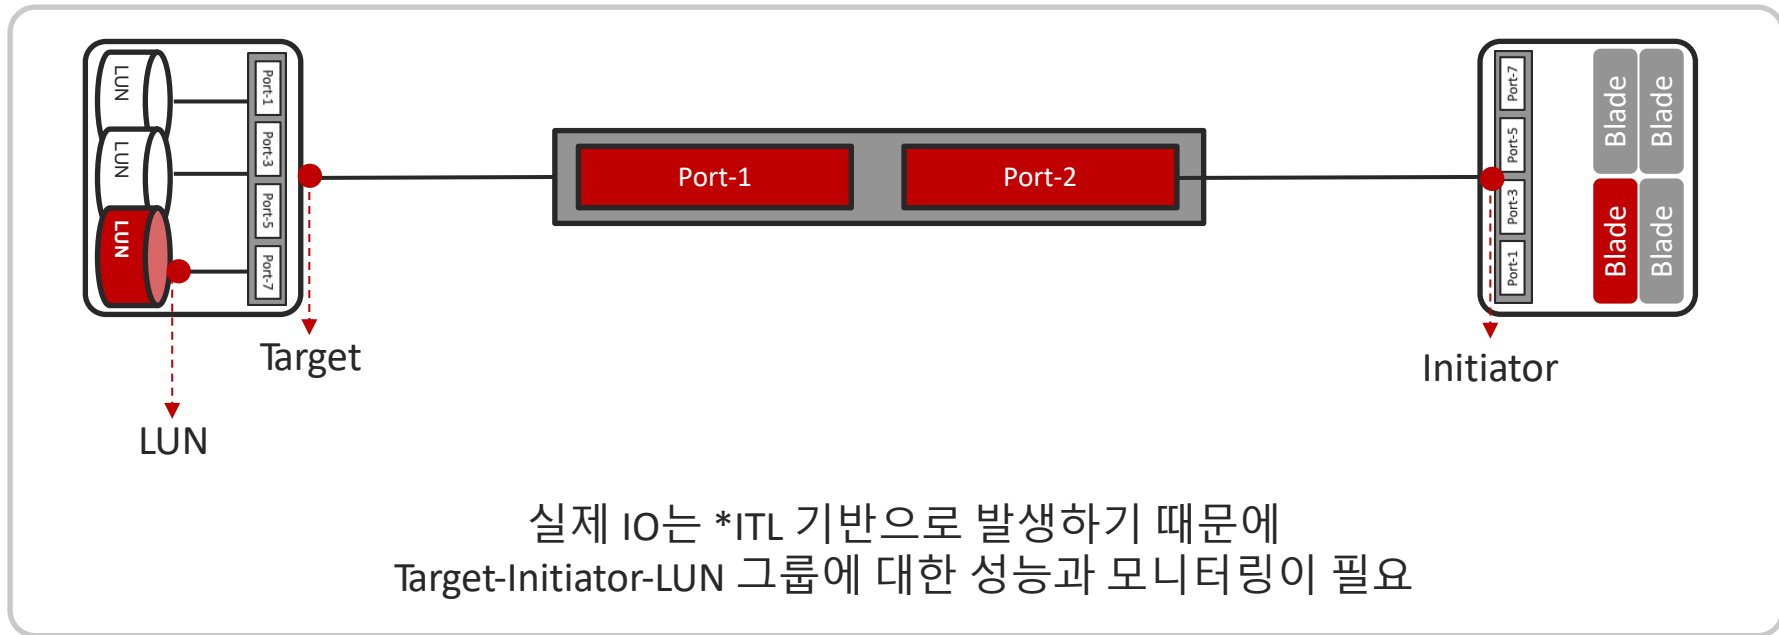 LUN
LUN
LUN
Port-1
Port-3
Port-5
Port-7
Port-1
Port-2
Port-7
Port-5
Port-3
Port-1
Blade
Blade
Blade
Blade
Target
Initiator
LUN
실제 IO는 *ITL 기반으로 발생하기 때문에
Target-Initiator-LUN 그룹에 대한 성능과 모니터링이 필요